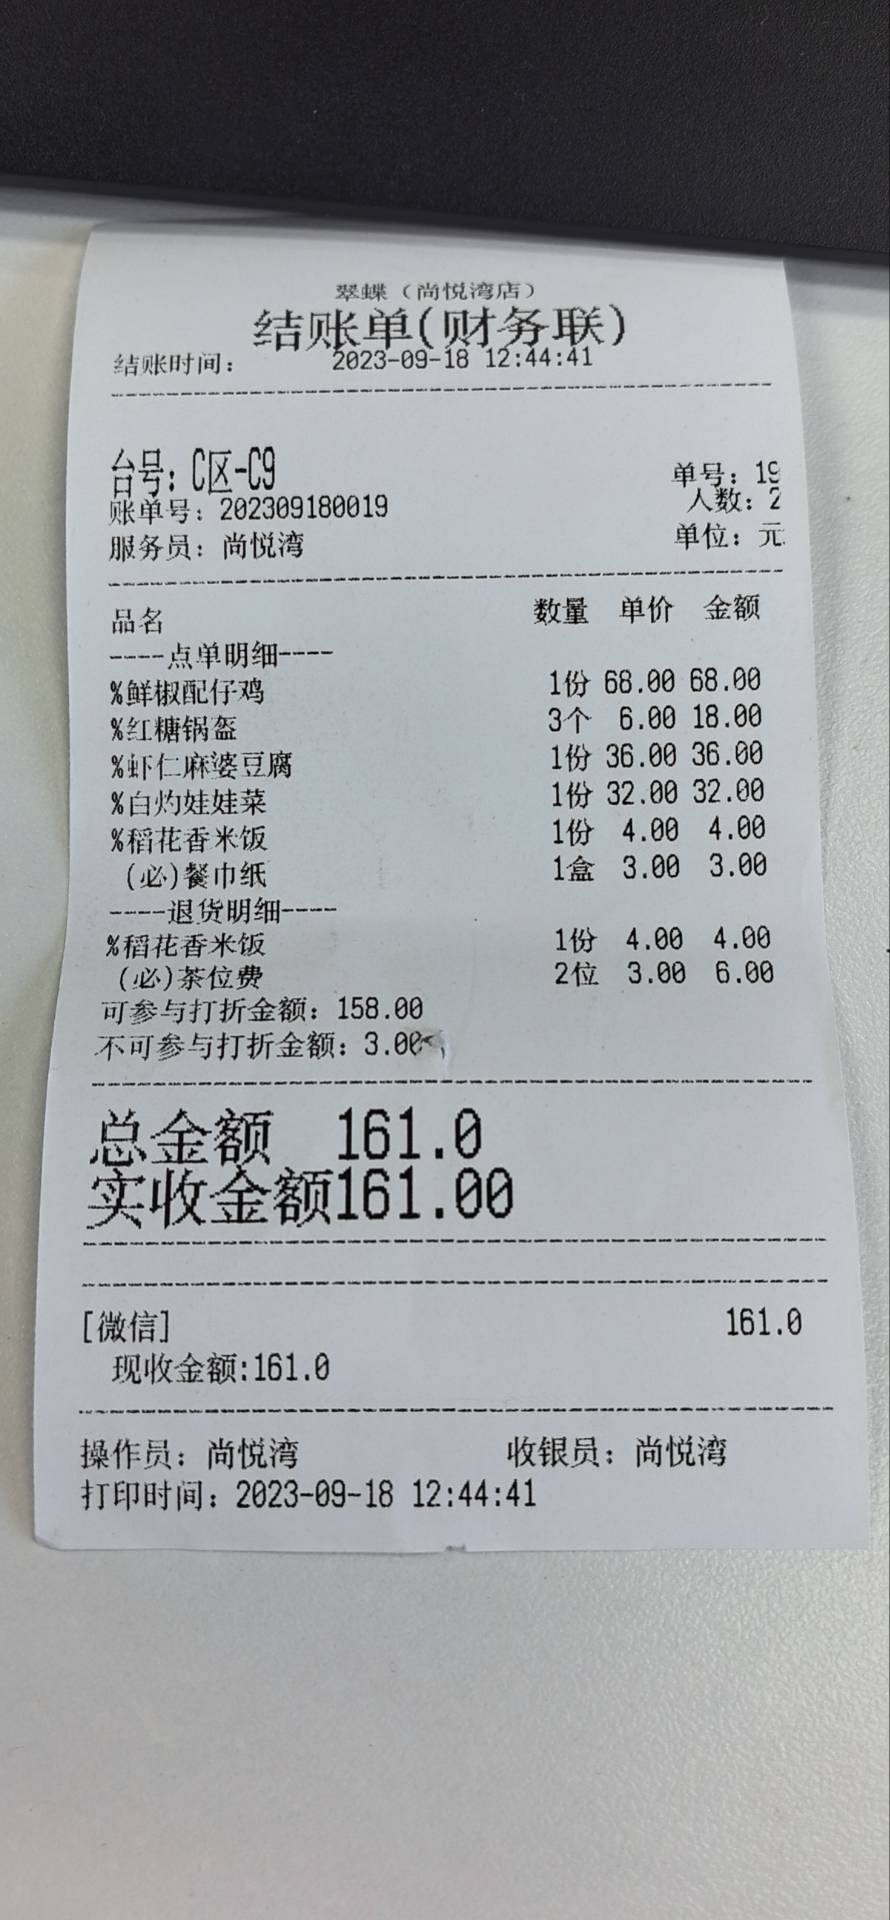 翠蝶（尚悦湾店）
结账单(财务联)
结账时间： 2023-09-18 12:44:41
台号: C区-C9
单号：19
账单号：202309180019
人数：2
服务员：尚悦湾
单位：元
品名 数量 单价 金额
----点单明细----
%鲜椒配仔鸡 1份 68.00 68.00
%红糖锅盔 3个 6.00 18.00
%虾仁麻婆豆腐 1份 36.00 36.00
%白灼娃娃菜 1份 32.00 32.00
%稻花香米饭 1份 4.00 4.00
(必)餐巾纸 1盒 3.00 3.00
----退货明细----
%稻花香米饭 1份 4.00 4.00
(必)茶位费 2位 3.00 6.00
可参与打折金额：158.00
不可参与打折金额：3.00
总金额 161.0
实收金额161.00
[微信] 161.0
现收金额:161.0
操作员：尚悦湾 收银员：尚悦湾
打印时间：2023-09-18 12:44:41